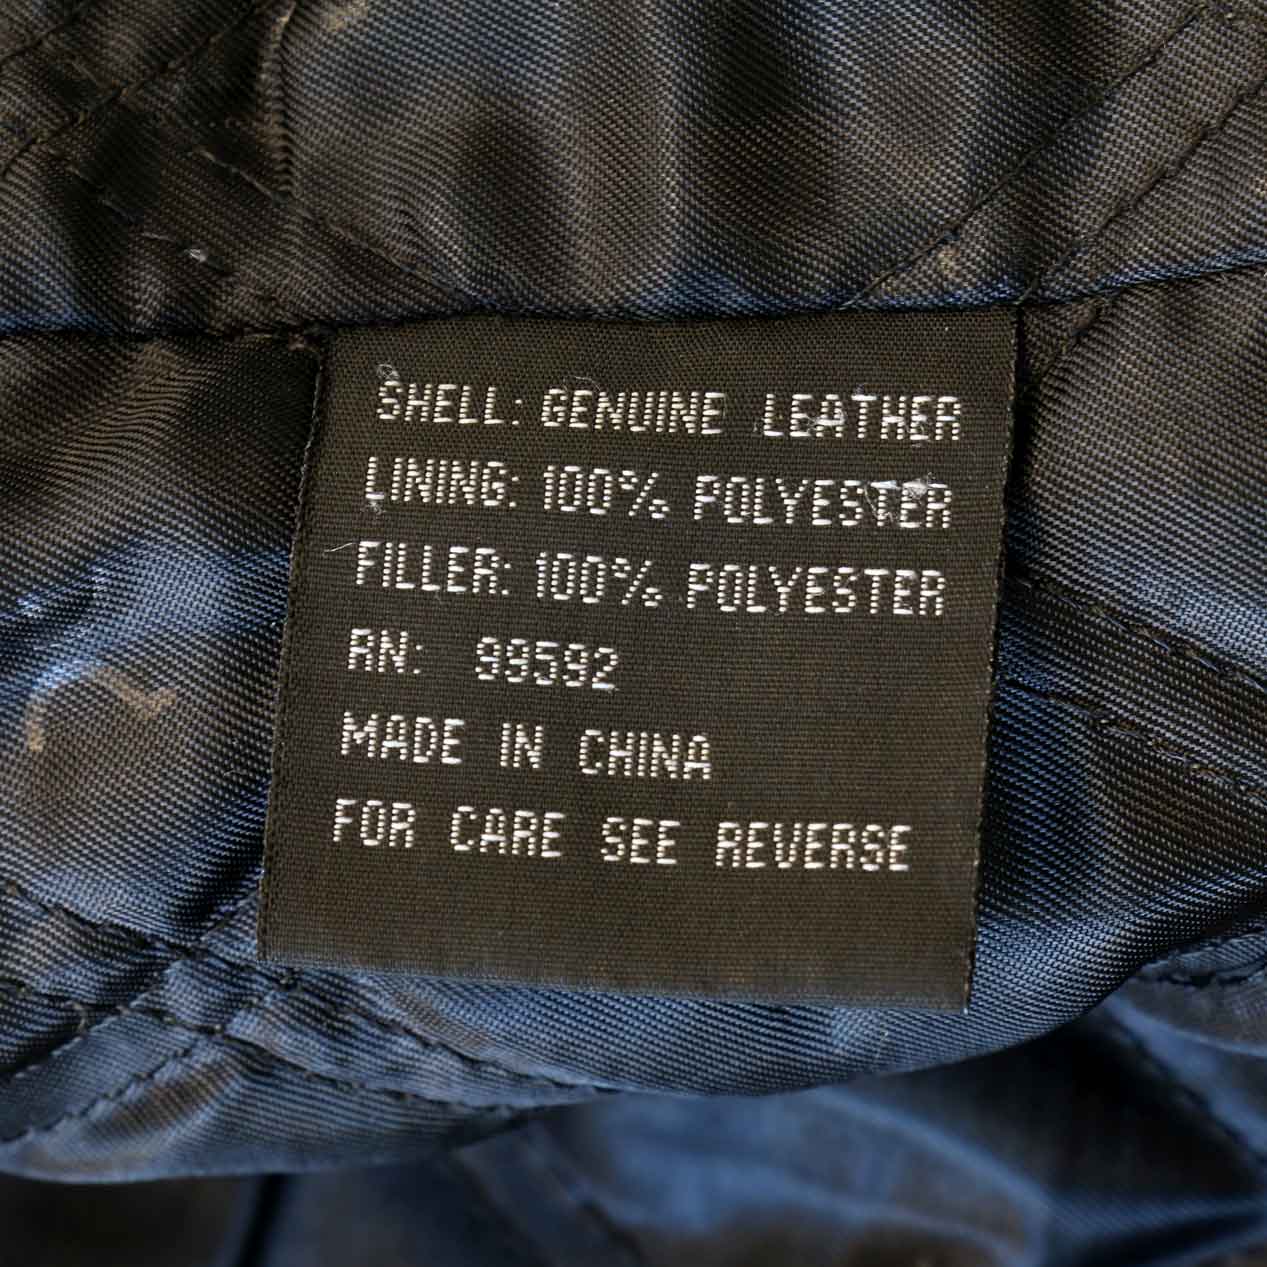 SHELL: GENUINE LEATHER
LINING: 100% POLYESTER
FILLER: 100% POLYESTER
RN: 99592
MADE IN CHINA
FOR CARE SEE REVERSE